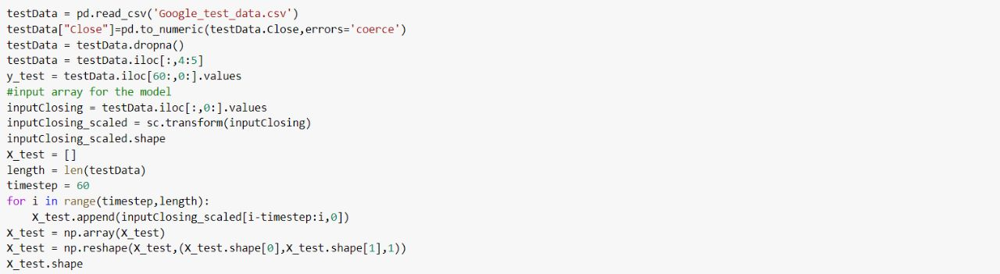 testData = pd.read_csv('Google_test_data.csv')
testData["Close"]=pd.to_numeric(testData.Close,errors='coerce')
testData = testData.dropna()
testData = testData.iloc[:,4:5]
y_test = testData.iloc[60:,0:].values
#input array for the model
inputClosing = testData.iloc[:,0:].values
inputClosing_scaled = sc.transform(inputClosing)
inputClosing_scaled.shape
X_test = []
length = len(testData)
timestep = 60
for i in range(timestep,length):
    X_test.append(inputClosing_scaled[i-timestep:i,0])
X_test = np.array(X_test)
X_test = np.reshape(X_test,(X_test.shape[0],X_test.shape[1],1))
X_test.shape